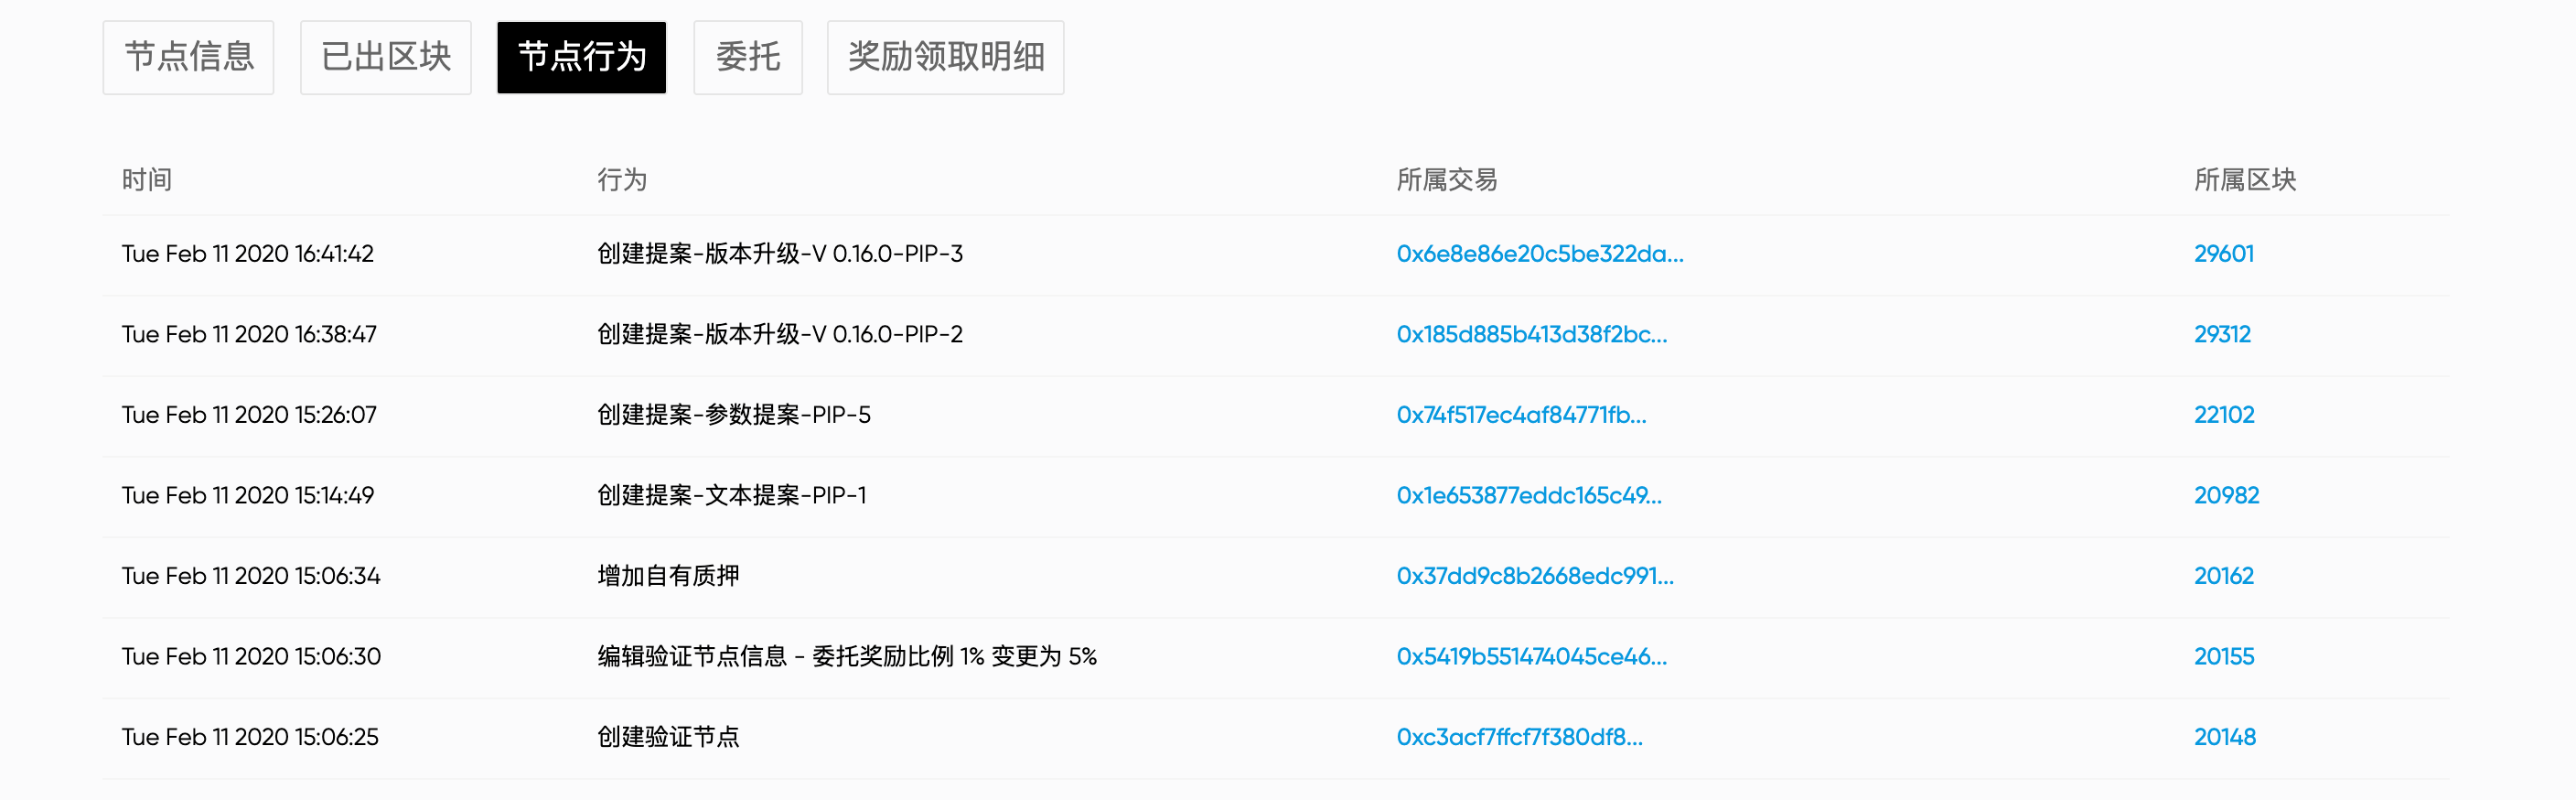 节点信息 已出区块 节点行为 委托 奖励领取明细
时间 行为 所属交易 所属区块
Tue Feb 11 2020 16:41:42 创建提案-版本升级-V 0.16.0-PIP-3 0x6e8e86e20c5be322da... 29601
Tue Feb 11 2020 16:38:47 创建提案-版本升级-V 0.16.0-PIP-2 0x185d885b413d38f2bc... 29312
Tue Feb 11 2020 15:26:07 创建提案-参数提案-PIP-5 0x74f517ec4af84771fb... 22102
Tue Feb 11 2020 15:14:49 创建提案-文本提案-PIP-1 0x1e653877eddc165c49... 20982
Tue Feb 11 2020 15:06:34 增加自有质押 0x37dd9c8b2668edc991... 20162
Tue Feb 11 2020 15:06:30 编辑验证节点信息 - 委托奖励比例 1% 变更为 5% 0x5419b551474045ce46... 20155
Tue Feb 11 2020 15:06:25 创建验证节点 0xc3acf7ffcf7f380df8... 20148